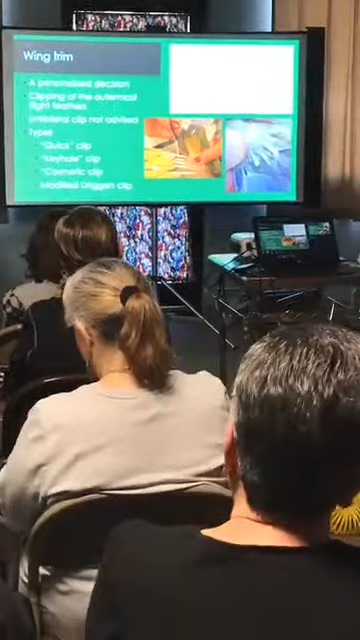 Wing trim
A personalized decision
Clipping of the outermost
flight feathers
Unilateral clip not advised
Types
"Quick" clip
"Keyhole" clip
"Cosmetic" clip
Modified Driggen clip